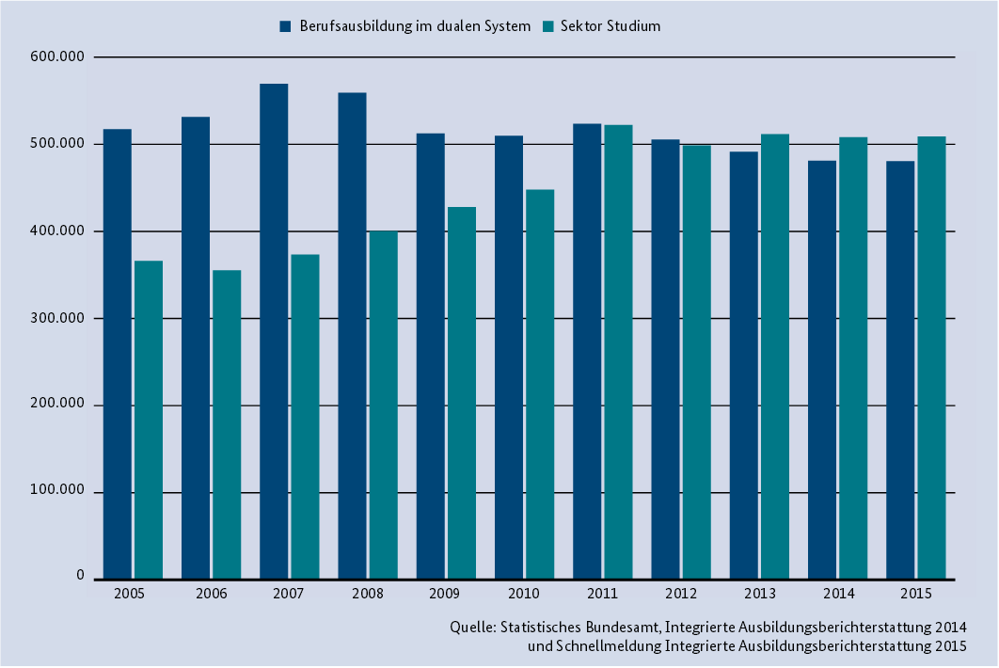 Berufsausbildung im dualen System Sektor Studium
600.000
500.000
400.000
300.000
200.000
100.000
0
2005 2006 2007 2008 2009 2010 2011 2012 2013 2014 2015
Quelle: Statistisches Bundesamt, Integrierte Ausbildungsberichterstattung 2014
und Schnellmeldung Integrierte Ausbildungsberichterstattung 2015